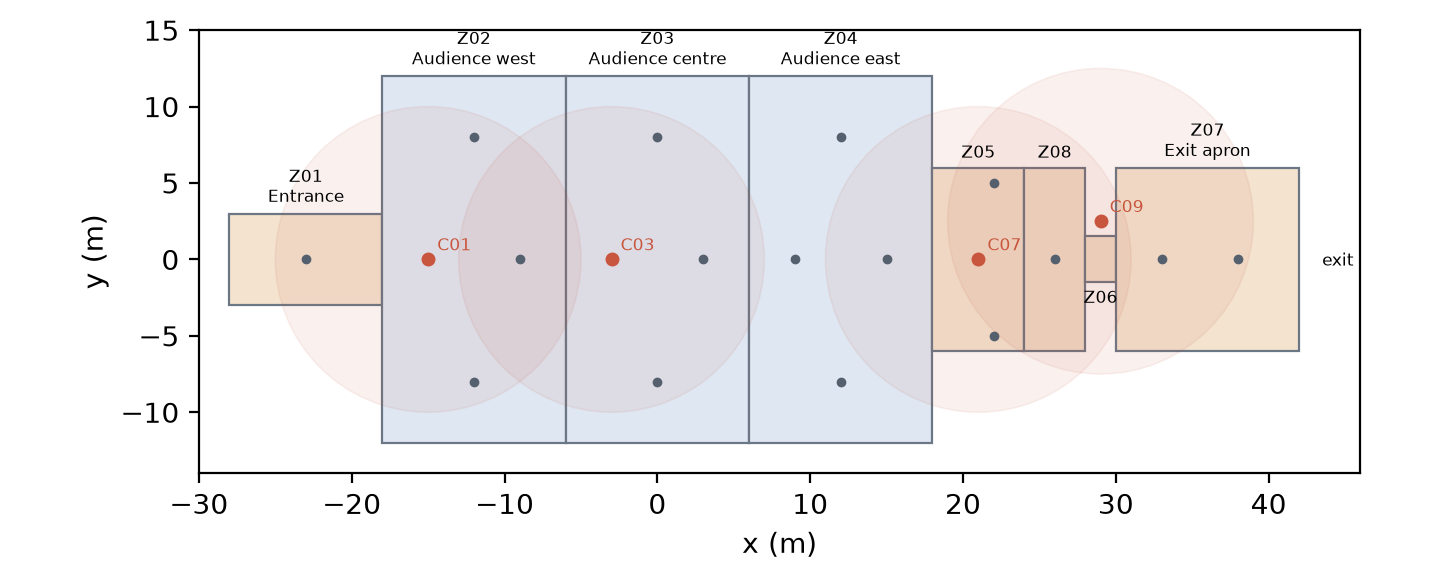 Z02
Audience west
Z03
Audience centre
Z04
Audience east
Z01
Entrance
Z05
Z08
Z07
Exit apron
C01
C03
C07
C09
Z06
exit
15
10
5
0
−5
−10
y (m)
−30
−20
−10
0
10
20
30
40
x (m)